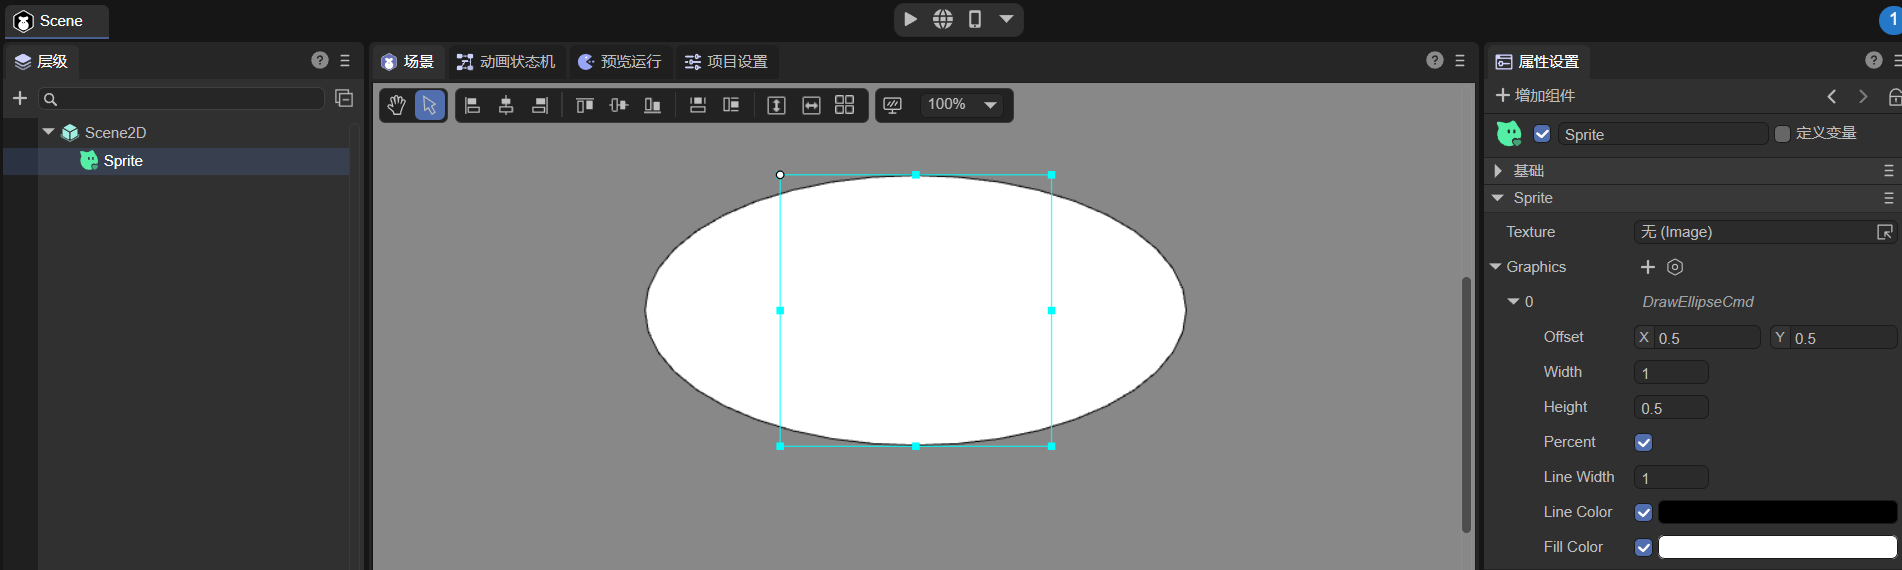 Scene
1
层级
?
场景
动画状态机
预览运行
项目设置
?
属性设置
?
100%
增加组件
Scene2D
Sprite
Sprite
定义变量
基础
Sprite
Texture
无 (Image)
Graphics
0
DrawEllipseCmd
Offset
X
0.5
Y
0.5
Width
1
Height
0.5
Percent
Line Width
1
Line Color
Fill Color